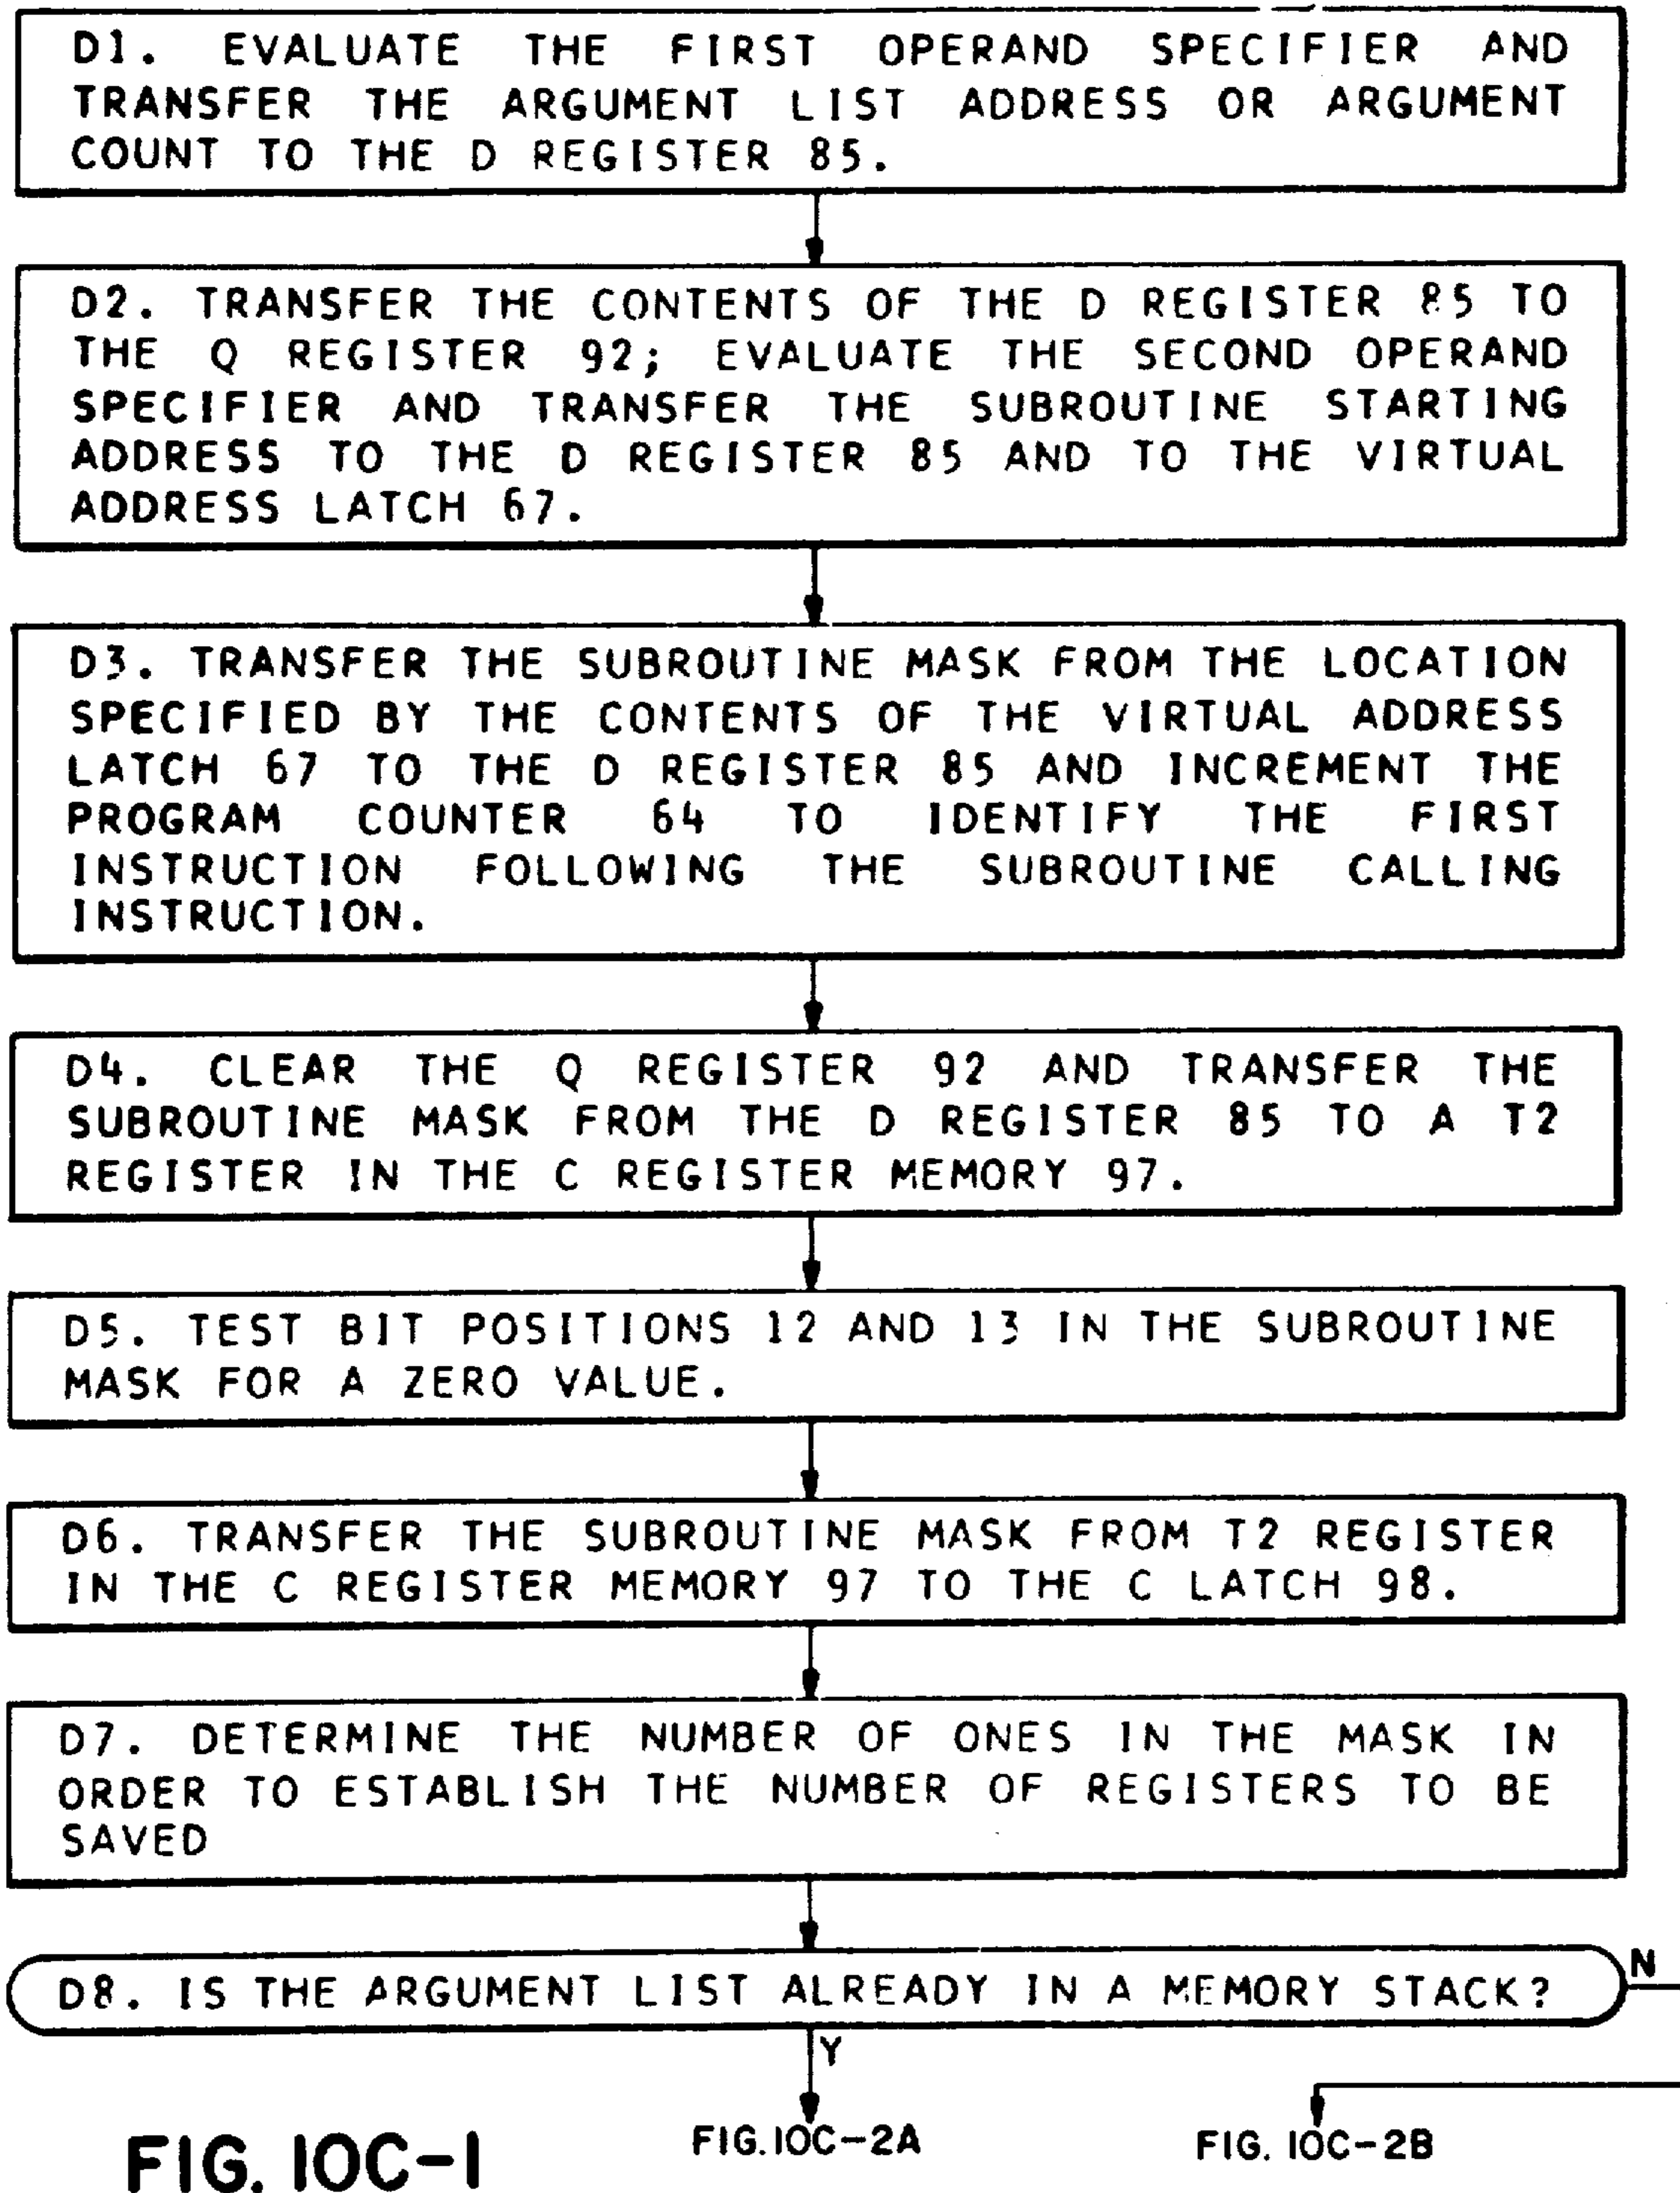 D1. EVALUATE THE FIRST OPERAND SPECIFIER AND
TRANSFER THE ARGUMENT LIST ADDRESS OR ARGUMENT
COUNT TO THE D REGISTER 85.
D2. TRANSFER THE CONTENTS OF THE D REGISTER 85 TO
THE Q REGISTER 92; EVALUATE THE SECOND OPERAND
SPECIFIER AND TRANSFER THE SUBROUTINE STARTING
ADDRESS TO THE D REGISTER 85 AND TO THE VIRTUAL
ADDRESS LATCH 67.
D3. TRANSFER THE SUBROUTINE MASK FROM THE LOCATION
SPECIFIED BY THE CONTENTS OF THE VIRTUAL ADDRESS
LATCH 67 TO THE D REGISTER 85 AND INCREMENT THE
PROGRAM COUNTER 64 TO IDENTIFY THE FIRST
INSTRUCTION FOLLOWING THE SUBROUTINE CALLING
INSTRUCTION.
D4. CLEAR THE Q REGISTER 92 AND TRANSFER THE
SUBROUTINE MASK FROM THE D REGISTER 85 TO A T2
REGISTER IN THE C REGISTER MEMORY 97.
D5. TEST BIT POSITIONS 12 AND 13 IN THE SUBROUTINE
MASK FOR A ZERO VALUE.
D6. TRANSFER THE SUBROUTINE MASK FROM T2 REGISTER
IN THE C REGISTER MEMORY 97 TO THE C LATCH 98.
D7. DETERMINE THE NUMBER OF ONES IN THE MASK IN
ORDER TO ESTABLISH THE NUMBER OF REGISTERS TO BE
SAVED
D8. IS THE ARGUMENT LIST ALREADY IN A MEMORY STACK?
N
Y
FIG. 10C-1
FIG. 10C-2A
FIG. 10C-2B